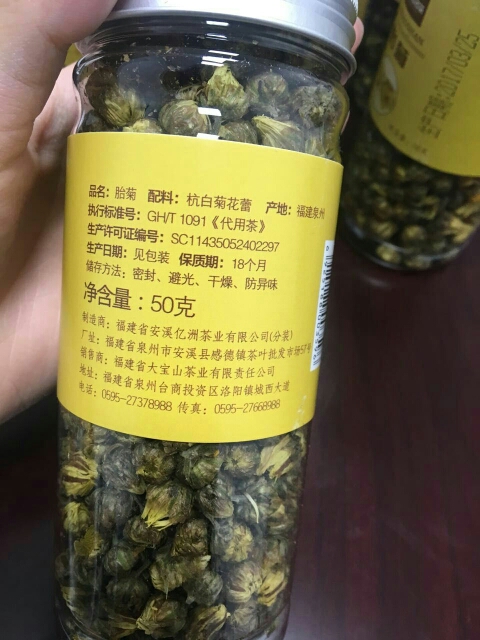 品名：胎菊 配料：杭白菊花蕾 产地：福建泉州
执行标准号：GH/T 1091《代用茶》
生产许可证编号：SC11435052402297
生产日期：见包装 保质期：18个月
储存方法：密封、避光、干燥、防异味
净含量：50克
制造商：福建省安溪亿洲茶业有限公司(分装)
厂址：福建省泉州市安溪县感德镇茶叶批发市场57号
销售商：福建省大宝山茶业有限责任公司
地址：福建省泉州台商投资区洛阳镇城西大道
电话：0595-27378988 传真：0595-27668988
2017/03/25